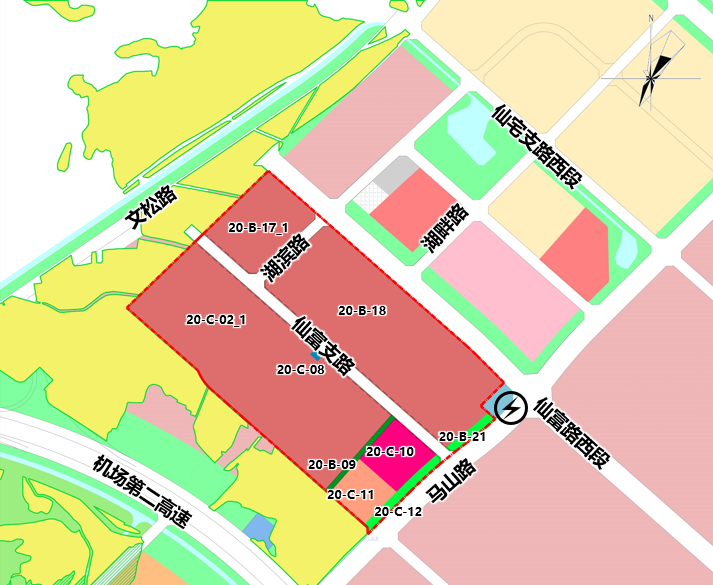 N
仙宅支路西段
文松路
湖畔路
20-B-17_1
湖滨路
20-B-18
20-C-02_1
仙富支路
20-C-08
仙富路西段
20-B-21
20-C-10
20-B-09
马山路
机场第二高速
20-C-11
20-C-12